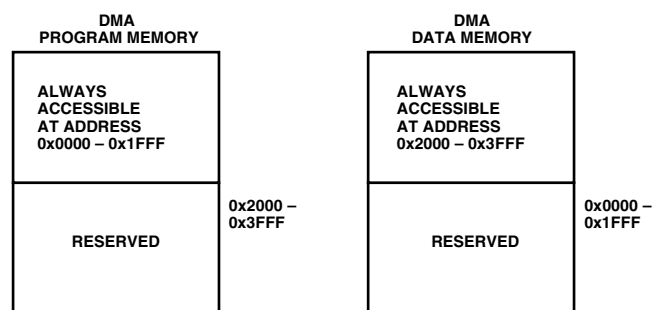 DMA
PROGRAM MEMORY
ALWAYS
ACCESSIBLE
AT ADDRESS
0x0000 – 0x1FFF
RESERVED
0x2000 –
0x3FFF
DMA
DATA MEMORY
ALWAYS
ACCESSIBLE
AT ADDRESS
0x2000 – 0x3FFF
RESERVED
0x0000 –
0x1FFF